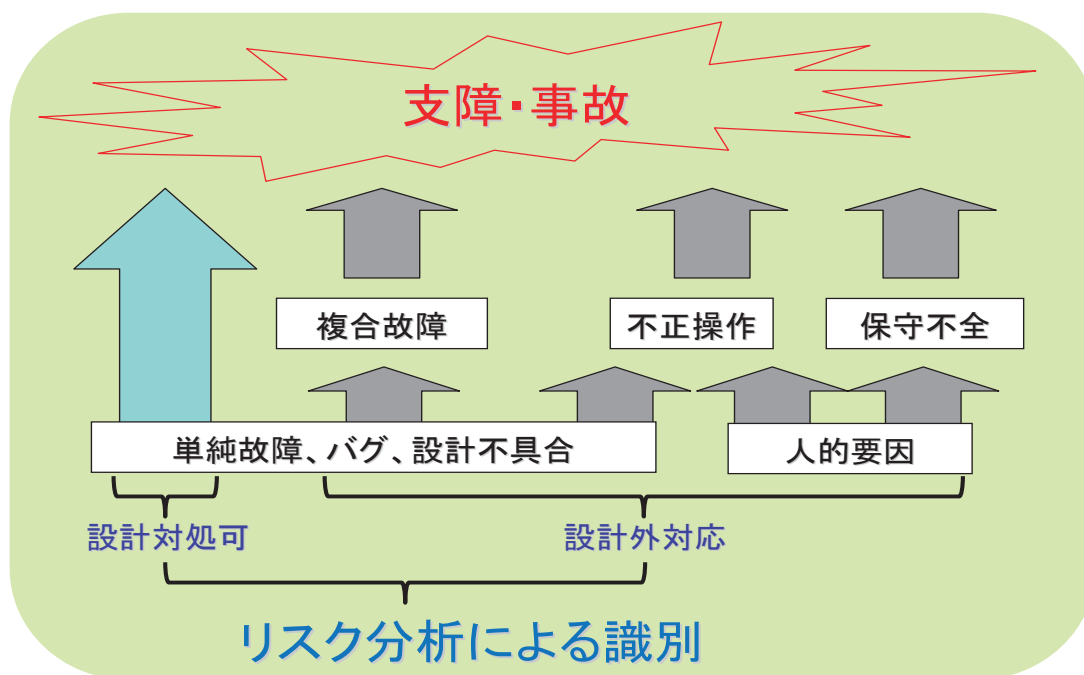 支障・事故
複合故障
不正操作
保守不全
単純故障、バグ、設計不具合
人的要因
設計対処可
設計外対応
リスク分析による識別